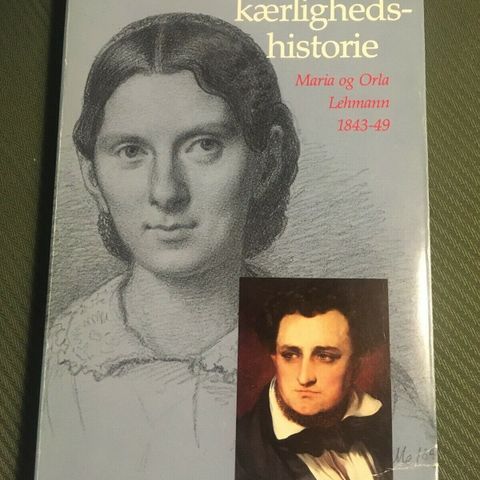 kærligheds-
historie
Maria og Orla
Lehmann
1843-49